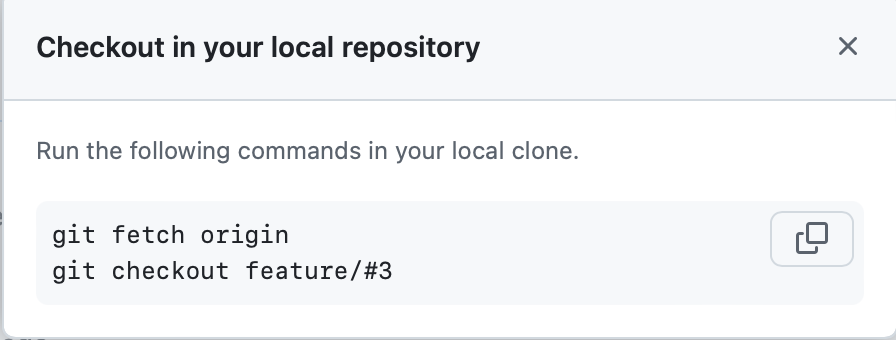 Checkout in your local repository
Run the following commands in your local clone.
git fetch origin
git checkout feature/#3